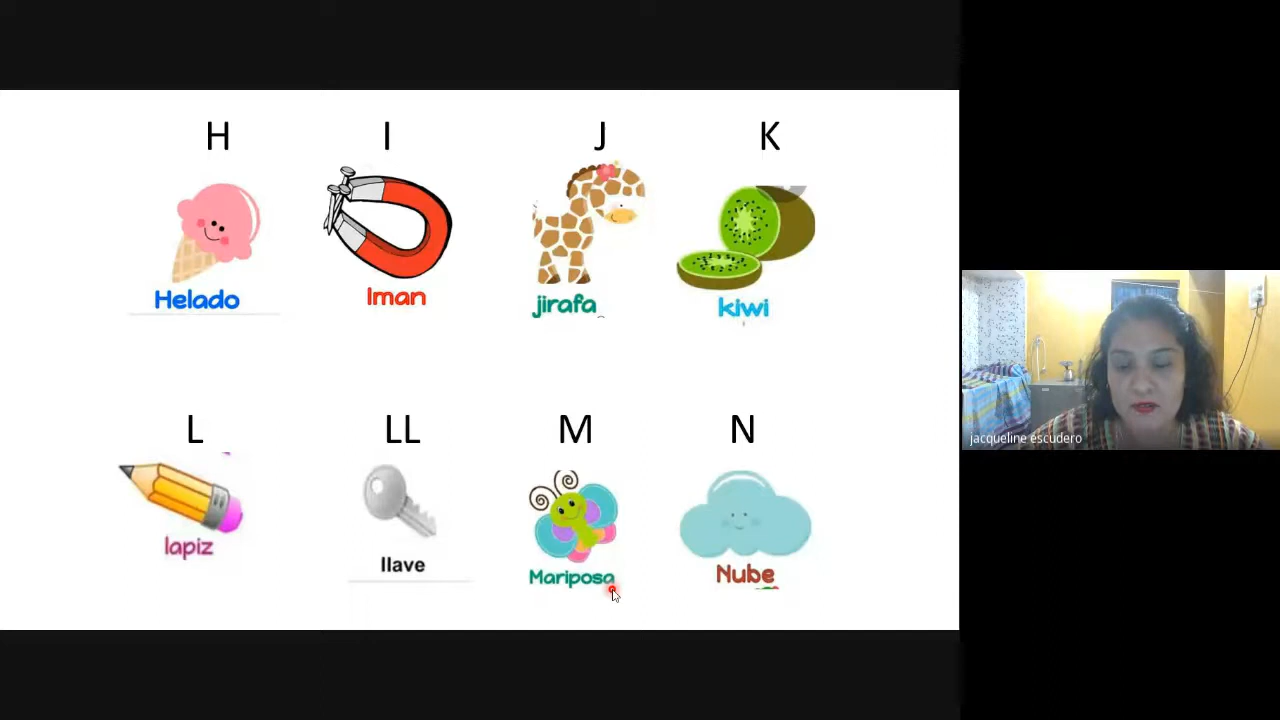 H I J K
Helado Iman jirafa kiwi
L LL M N
lapiz llave Mariposa Nube
jacqueline escudero